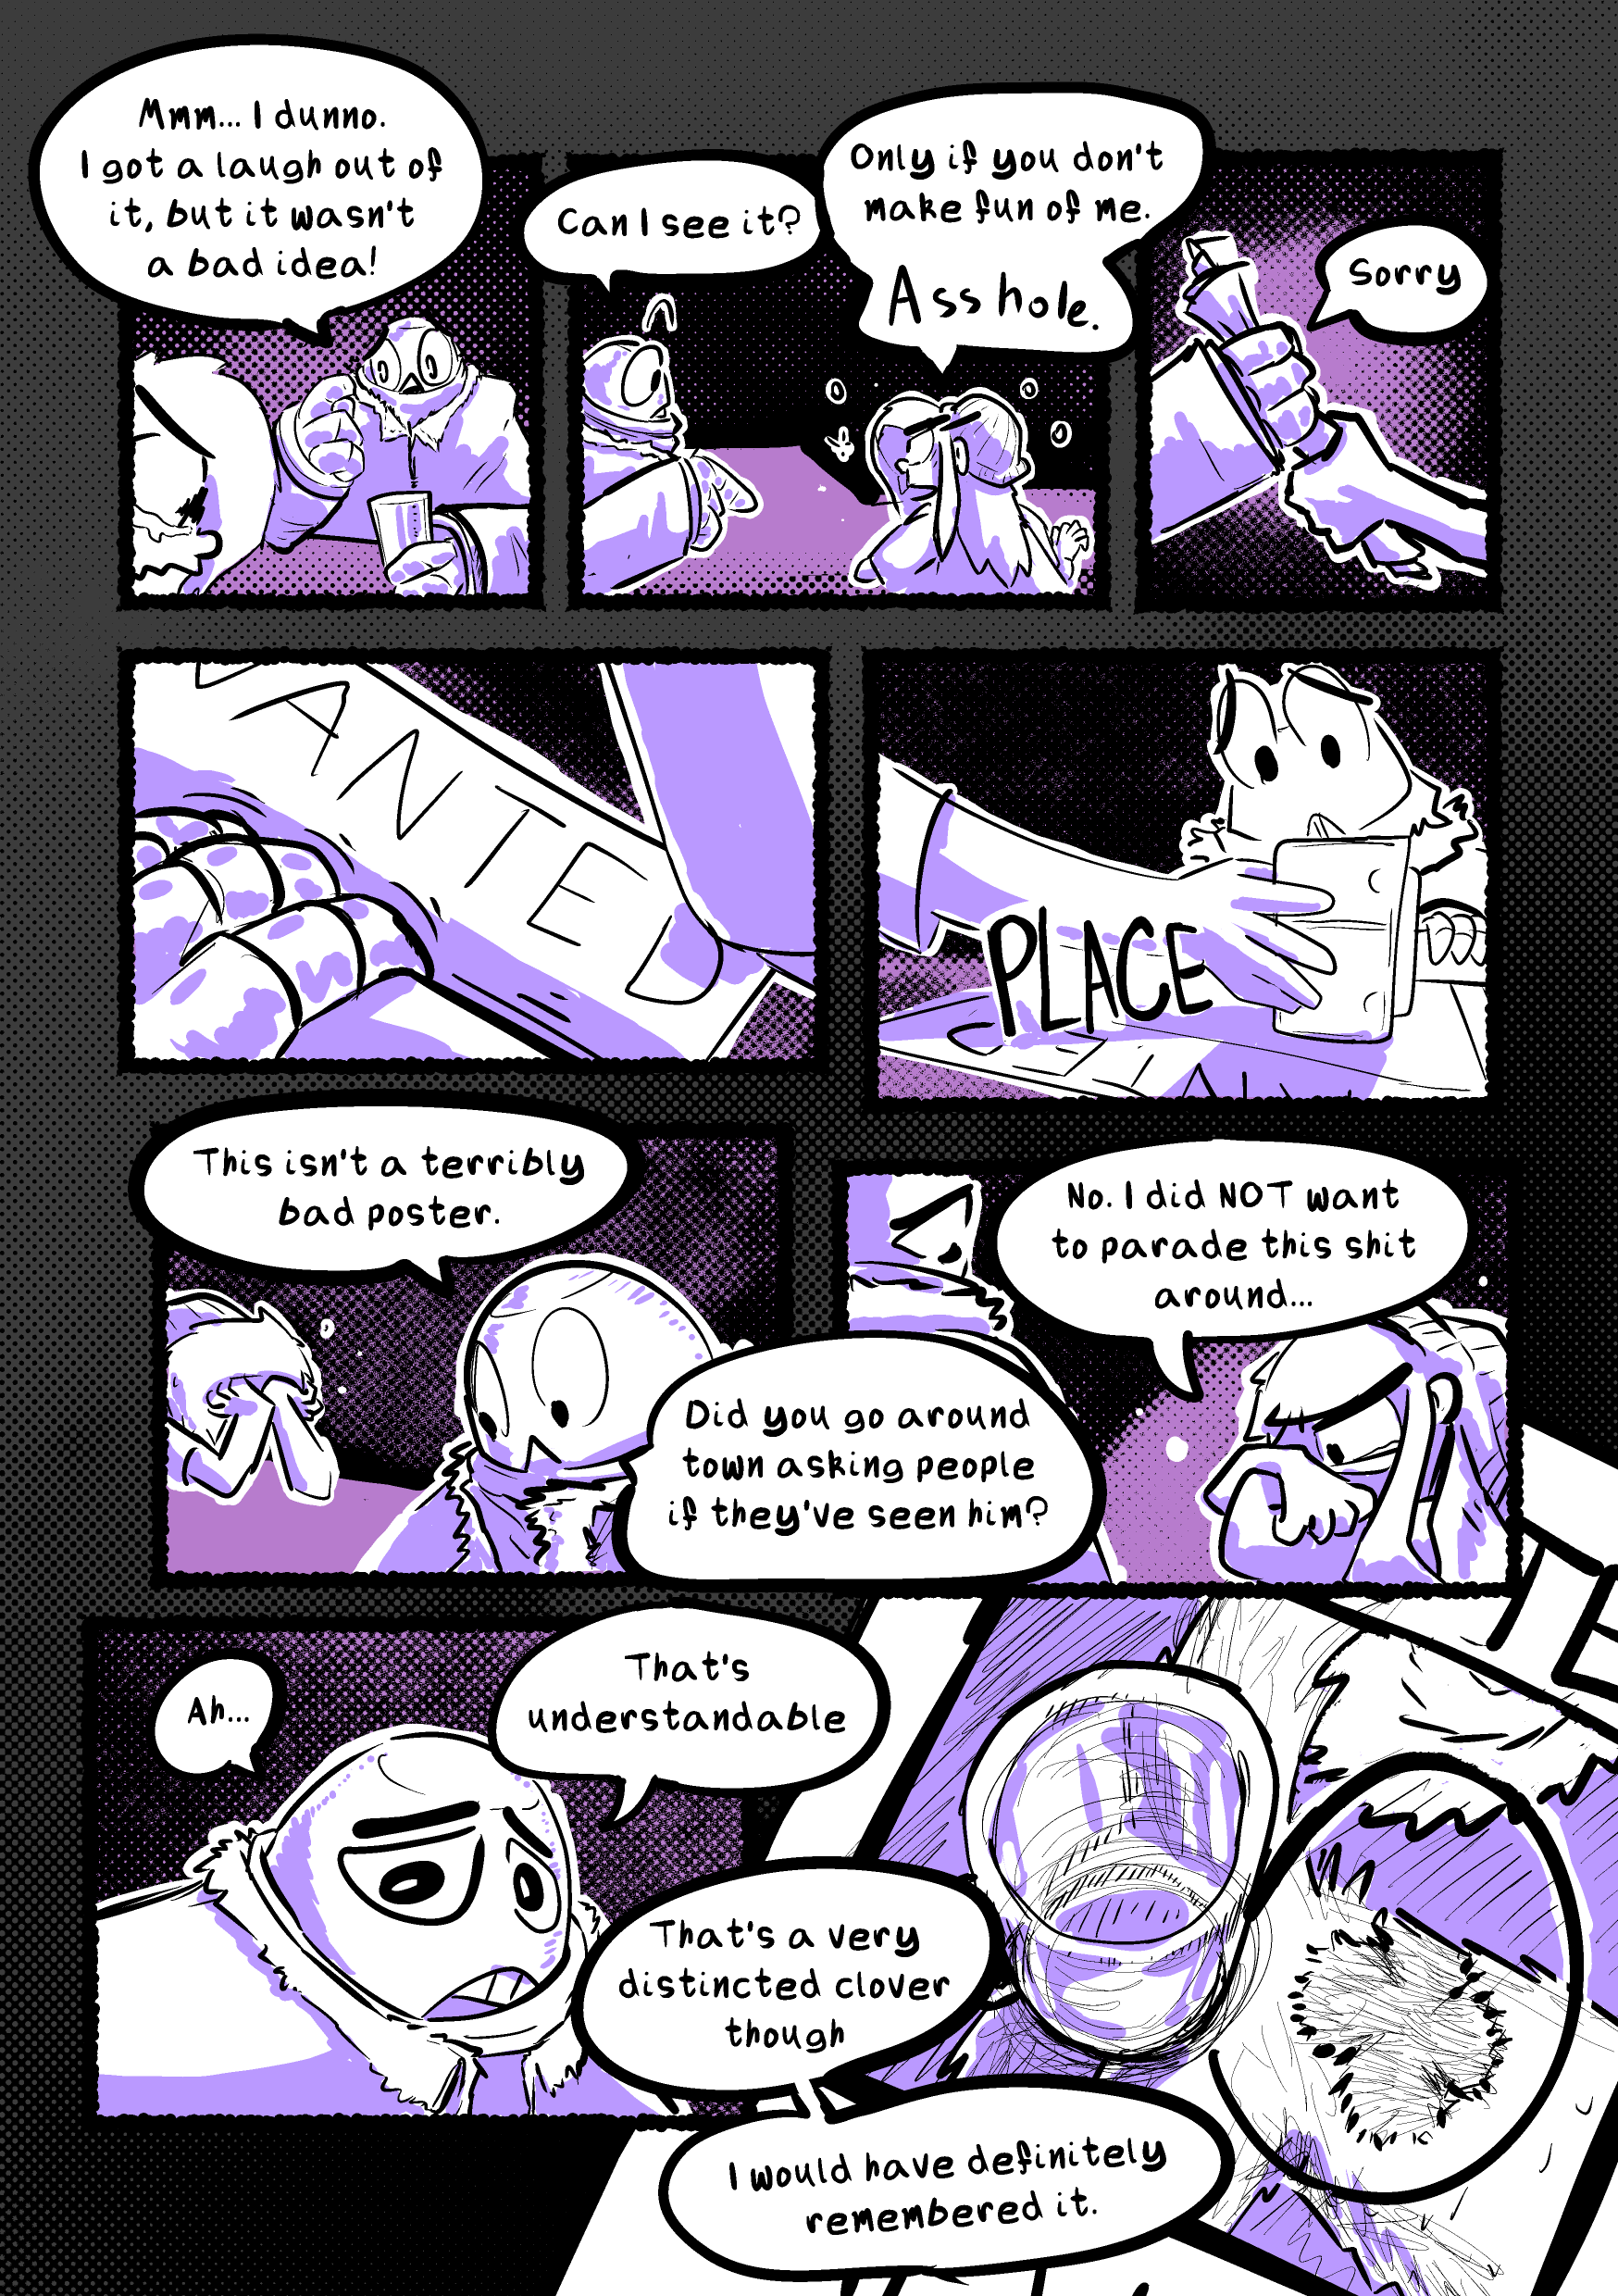 Mmm... I dunno.
I got a laugh out of
it, but it wasn't
a bad idea!
Can I see it?
Only if you don't
make fun of me.
Asshole.
Sorry
WANTED
PLACE
This isn't a terribly
bad poster.
No. I did NOT want
to parade this shit
around...
Did you go around
town asking people
if they've seen him?
Ah...
That's
understandable
That's a very
distincted clover
though
I would have definitely
remembered it.